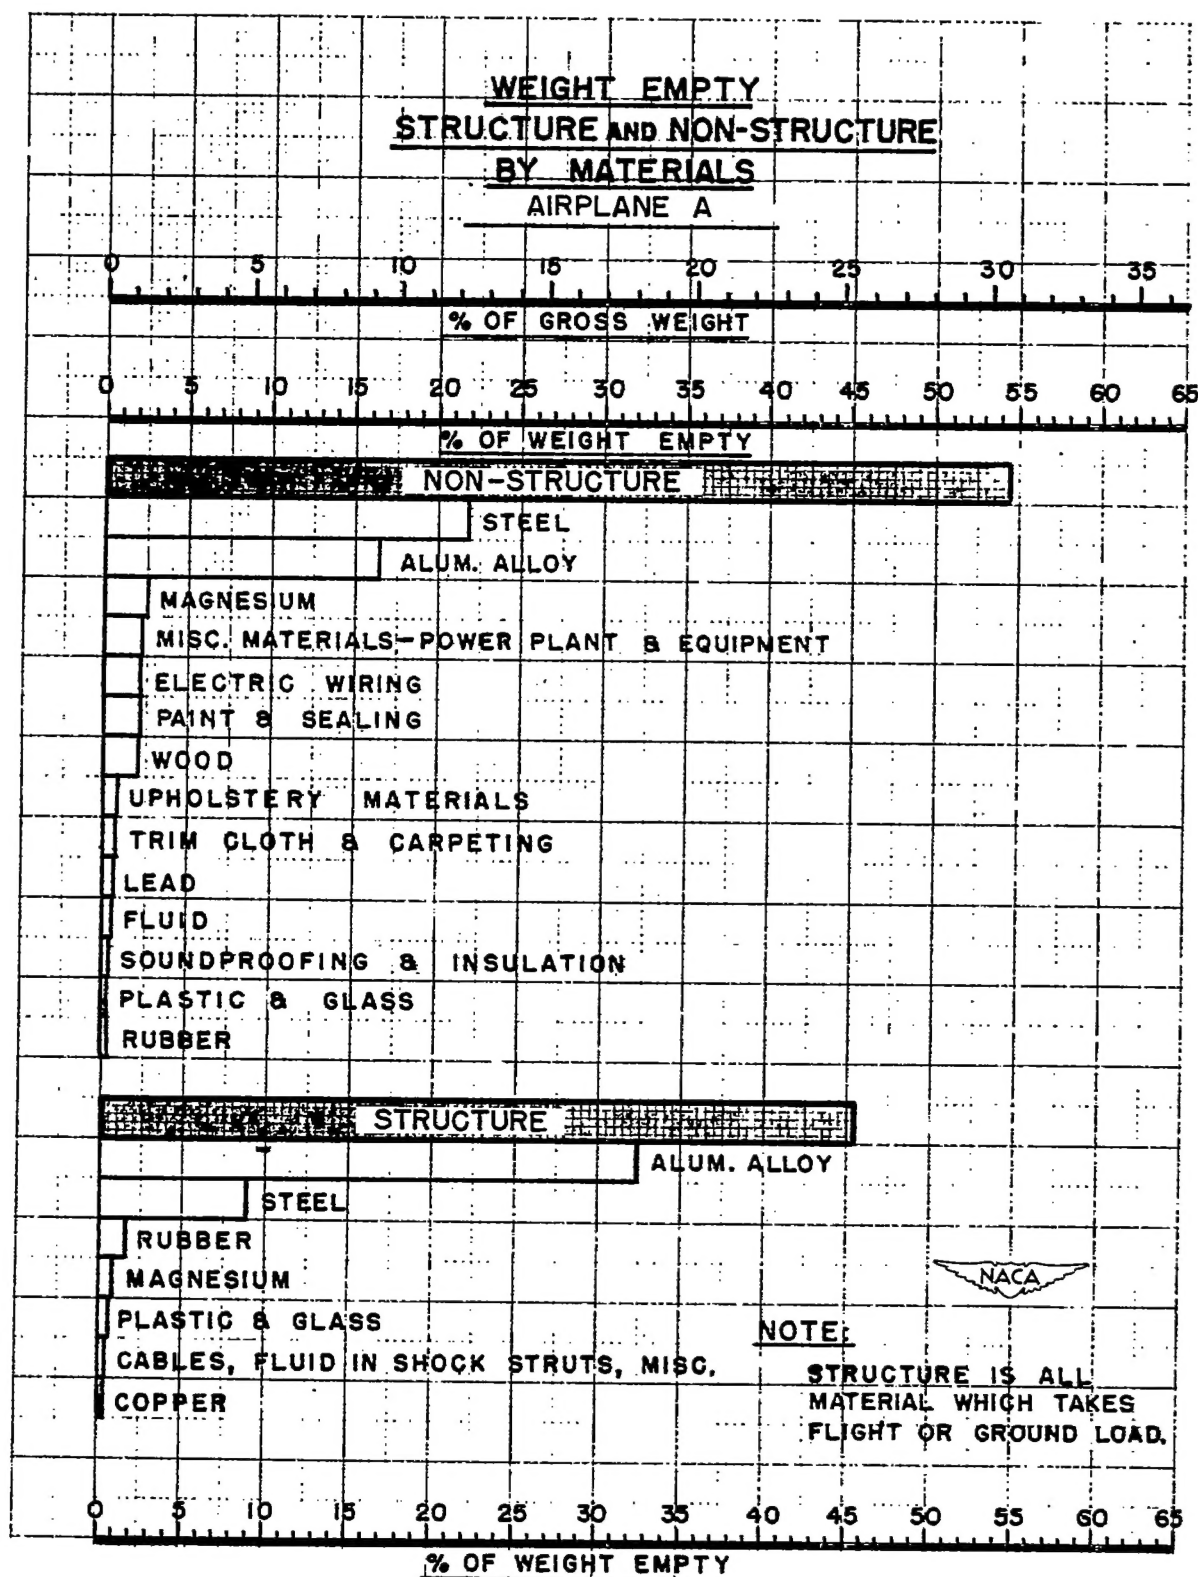 WEIGHT EMPTY
STRUCTURE AND NON-STRUCTURE
BY MATERIALS
AIRPLANE A
0 5 10 15 20 25 30 35
% OF GROSS WEIGHT
0 5 10 15 20 25 30 35 40 45 50 55 60 65
% OF WEIGHT EMPTY
NON-STRUCTURE
STEEL
ALUM. ALLOY
MAGNESIUM
MISC. MATERIALS-POWER PLANT & EQUIPMENT
ELECTRIC WIRING
PAINT & SEALING
WOOD
UPHOLSTERY MATERIALS
TRIM CLOTH & CARPETING
LEAD
FLUID
SOUNDPROOFING & INSULATION
PLASTIC & GLASS
RUBBER
STRUCTURE
ALUM. ALLOY
STEEL
RUBBER
MAGNESIUM
NACA
PLASTIC & GLASS
NOTE:
CABLES, FLUID IN SHOCK STRUTS, MISC.
STRUCTURE IS ALL
COPPER
MATERIAL WHICH TAKES
FLIGHT OR GROUND LOAD.
0 5 10 15 20 25 30 35 40 45 50 55 60 65
% OF WEIGHT EMPTY